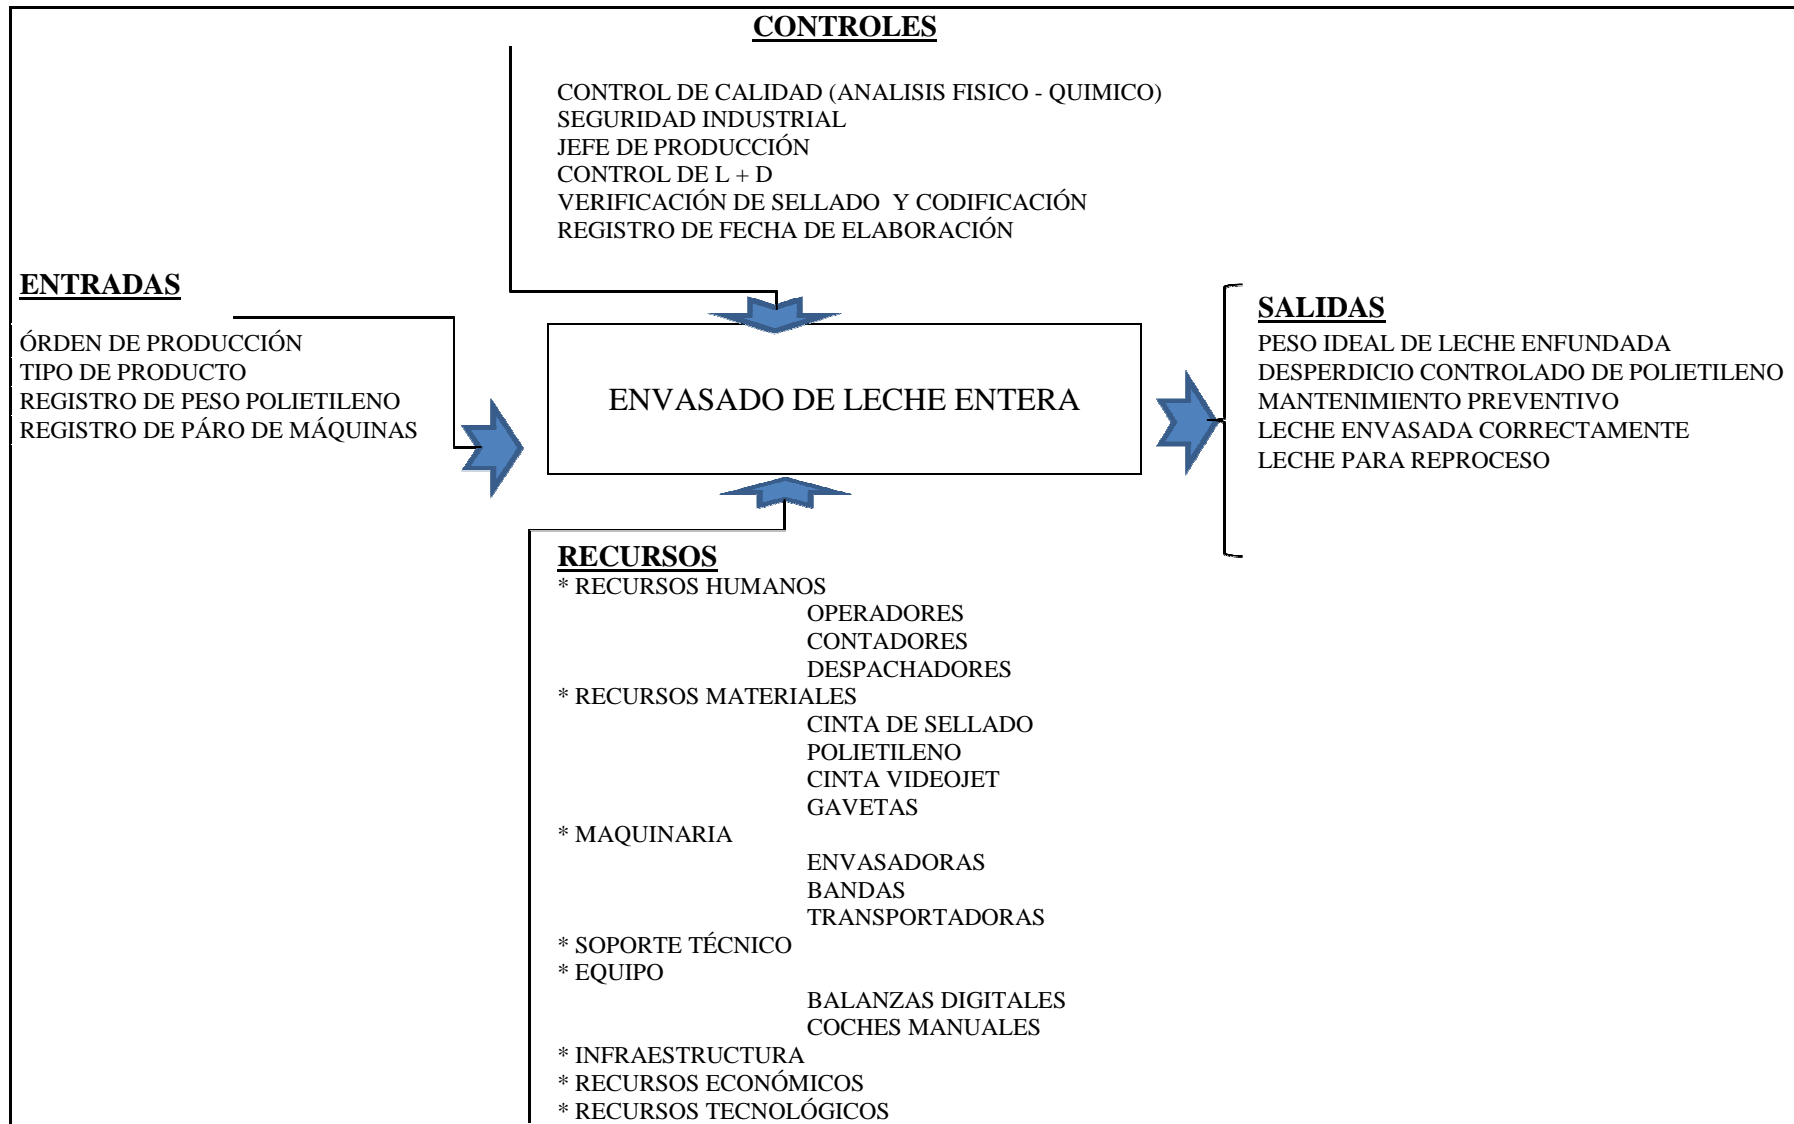 CONTROLES
CONTROL DE CALIDAD (ANALISIS FISICO - QUIMICO)
SEGURIDAD INDUSTRIAL
JEFE DE PRODUCCIÓN
CONTROL DE L + D
VERIFICACIÓN DE SELLADO Y CODIFICACIÓN
REGISTRO DE FECHA DE ELABORACIÓN
ENTRADAS
ÓRDEN DE PRODUCCIÓN
TIPO DE PRODUCTO
REGISTRO DE PESO POLIETILENO
REGISTRO DE PÁRO DE MÁQUINAS
ENVASADO DE LECHE ENTERA
SALIDAS
PESO IDEAL DE LECHE ENFUNDADA
DESPERDICIO CONTROLADO DE POLIETILENO
MANTENIMIENTO PREVENTIVO
LECHE ENVASADA CORRECTAMENTE
LECHE PARA REPROCESO
RECURSOS
* RECURSOS HUMANOS
OPERADORES
CONTADORES
DESPACHADORES
* RECURSOS MATERIALES
CINTA DE SELLADO
POLIETILENO
CINTA VIDEOJET
GAVETAS
* MAQUINARIA
ENVASADORAS
BANDAS
TRANSPORTADORAS
* SOPORTE TÉCNICO
* EQUIPO
BALANZAS DIGITALES
COCHES MANUALES
* INFRAESTRUCTURA
* RECURSOS ECONÓMICOS
* RECURSOS TECNOLÓGICOS